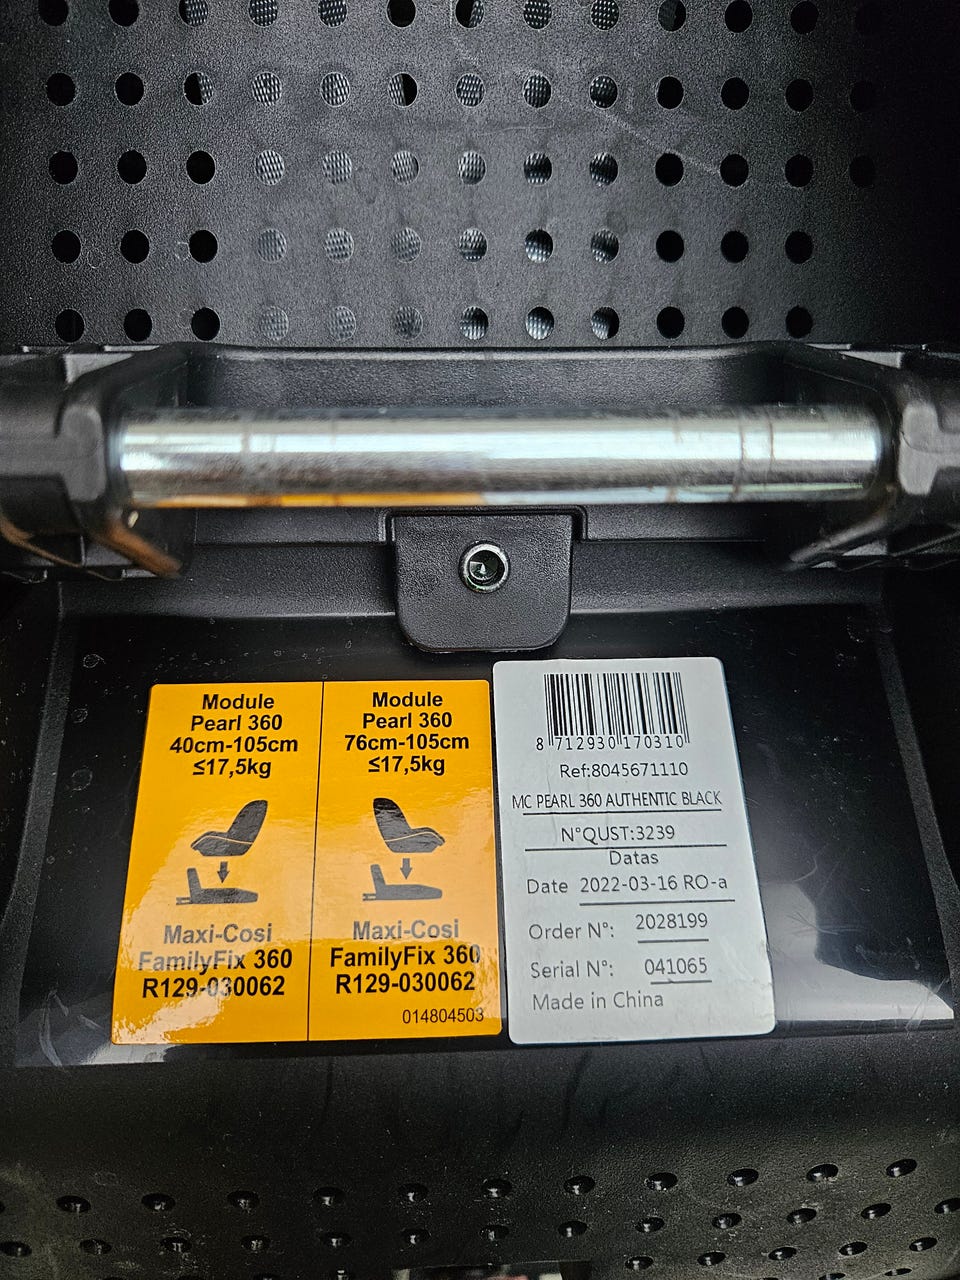 Module
Pearl 360
40cm-105cm
≤17,5kg
Maxi-Cosi
FamilyFix 360
R129-030062
Module
Pearl 360
76cm-105cm
≤17,5kg
Maxi-Cosi
FamilyFix 360
R129-030062
014804503
8 712930 170310
Ref:8045671110
MC PEARL 360 AUTHENTIC BLACK
N°QUST:3239
Datas
Date 2022-03-16 RO-a
Order N°: 2028199
Serial N°: 041065
Made in China